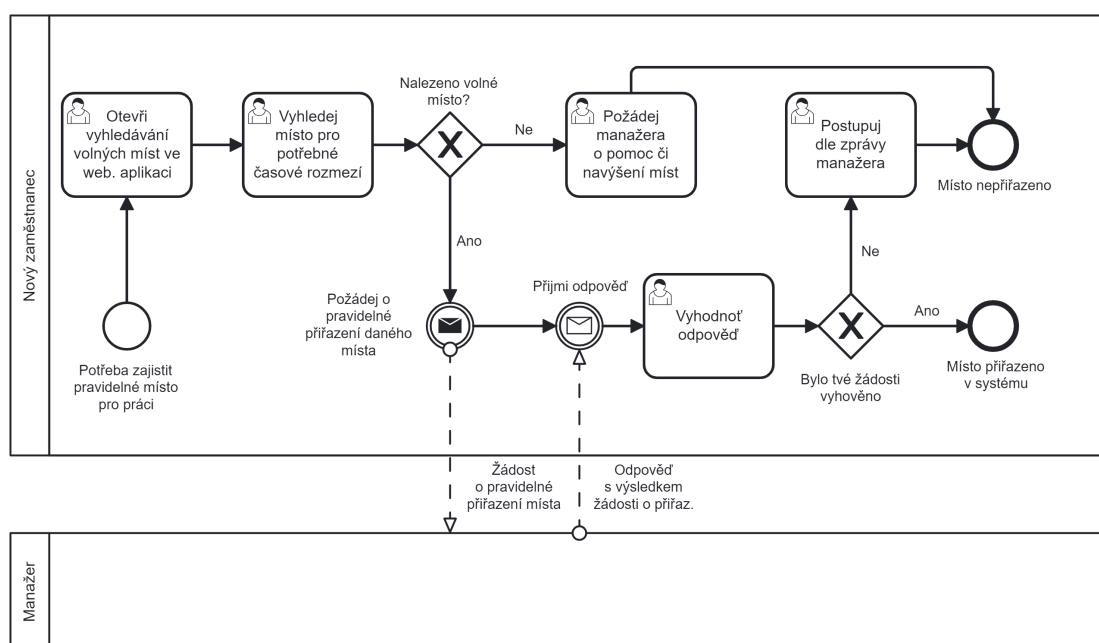 Nový zaměstnanec
Otevři
vyhledávání
volných míst ve
web. aplikaci
Vyhledej
místo pro
potřebné
časové rozmezí
Nalezeno volné
místo?
Ne
Požádej
manažera
o pomoc či
navýšení míst
Postupuj
dle zprávy
manažera
Místo nepřiřazeno
Ano
Ne
Potřeba zajistit
pravidelné místo
pro práci
Požádej o
pravidelné
přiřazení daného
místa
Přijmi odpověď
Vyhodnoť
odpověď
Bylo tvé žádosti
vyhověno
Ano
Místo přiřazeno
v systému
Žádost
o pravidelné
přiřazení místa
Odpověď
s výsledkem
žádosti o přiřaz.
Manažer